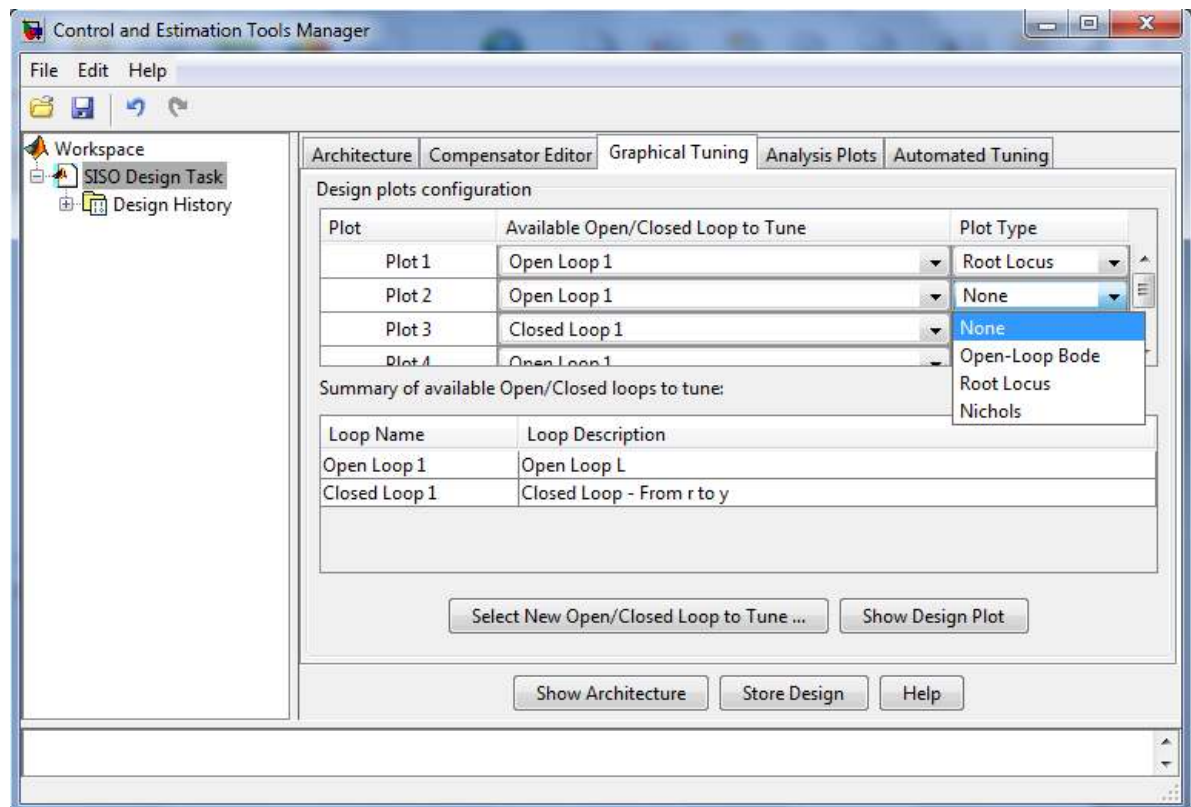 Control and Estimation Tools Manager
File Edit Help
Workspace
SISO Design Task
Design History
Architecture Compensator Editor Graphical Tuning Analysis Plots Automated Tuning
Design plots configuration
Plot Available Open/Closed Loop to Tune Plot Type
Plot 1 Open Loop 1 Root Locus
Plot 2 Open Loop 1 None
Plot 3 Closed Loop 1
Plot 4 Open Loop 1
None
Open-Loop Bode
Root Locus
Nichols
Summary of available Open/Closed loops to tune:
Loop Name Loop Description
Open Loop 1 Open Loop L
Closed Loop 1 Closed Loop - From r to y
Select New Open/Closed Loop to Tune ... Show Design Plot
Show Architecture Store Design Help